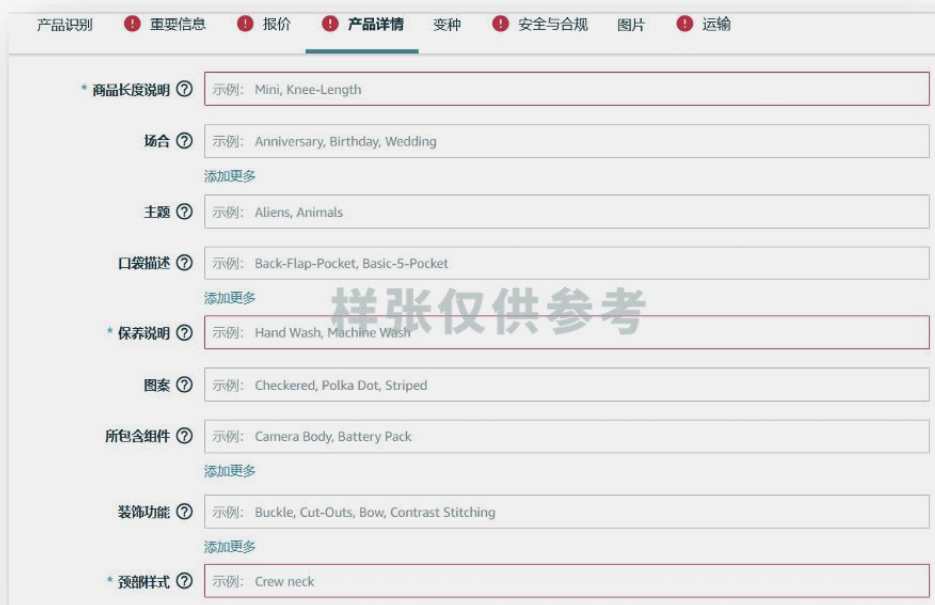 产品识别 重要信息 报价 产品详情 变种 安全与合规 图片 运输
* 商品长度说明 ? 示例： Mini, Knee-Length
场合 ? 示例： Anniversary, Birthday, Wedding
添加更多
主题 ? 示例： Aliens, Animals
口袋描述 ? 示例： Back-Flap-Pocket, Basic-5-Pocket
添加更多
样张仅供参考
* 保养说明 ? 示例： Hand Wash, Machine Wash
图案 ? 示例： Checkered, Polka Dot, Striped
所包含组件 ? 示例： Camera Body, Battery Pack
添加更多
装饰功能 ? 示例： Buckle, Cut-Outs, Bow, Contrast Stitching
添加更多
* 颈部样式 ? 示例： Crew neck